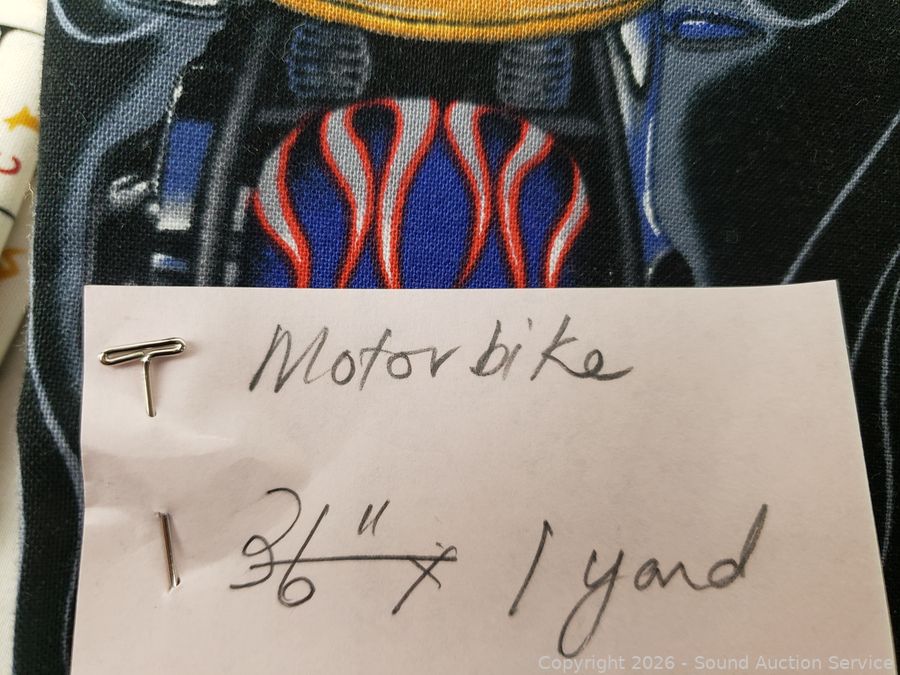 Motorbike
36" x 1 yard
Copyright 2026 - Sound Auction Service